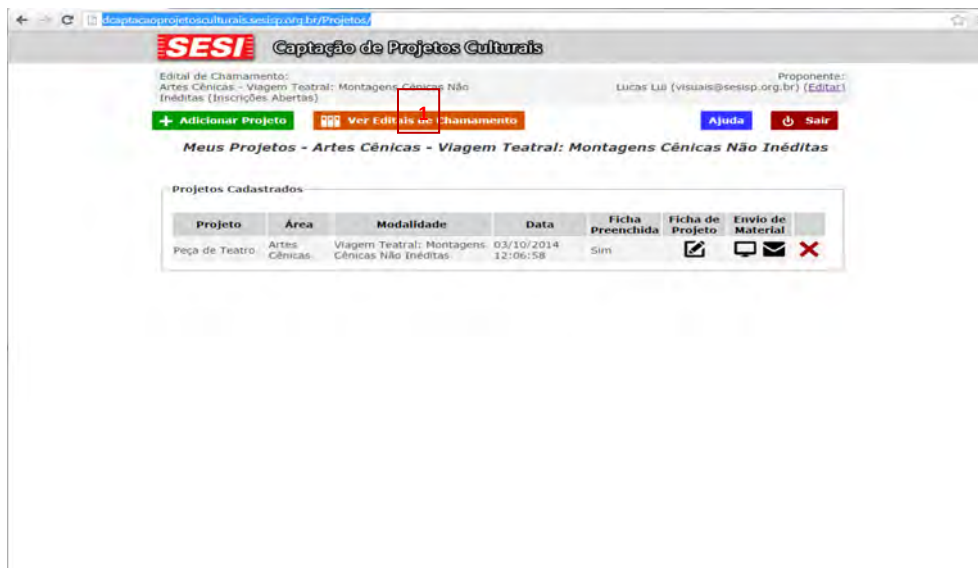 dcaptacaoprojetosculturais.sesisp.org.br/Projetos/
SESI Captação de Projetos Culturais
Edital de Chamamento:
Artes Cênicas - Viagem Teatral: Montagens Cênicas Não
Inéditas (Inscrições Abertas)
Proponente:
Lucas Lui (visuais@sesisp.org.br) (Editar)
Adicionar Projeto
Ver Editais de Chamamento
1
Ajuda
Sair
Meus Projetos - Artes Cênicas - Viagem Teatral: Montagens Cênicas Não Inéditas
Projetos Cadastrados
Projeto Área Modalidade Data Ficha Preenchida Ficha de Projeto Envio de Material
Peça de Teatro Artes Cênicas Viagem Teatral: Montagens Cênicas Não Inéditas 03/10/2014 12:06:58 Sim